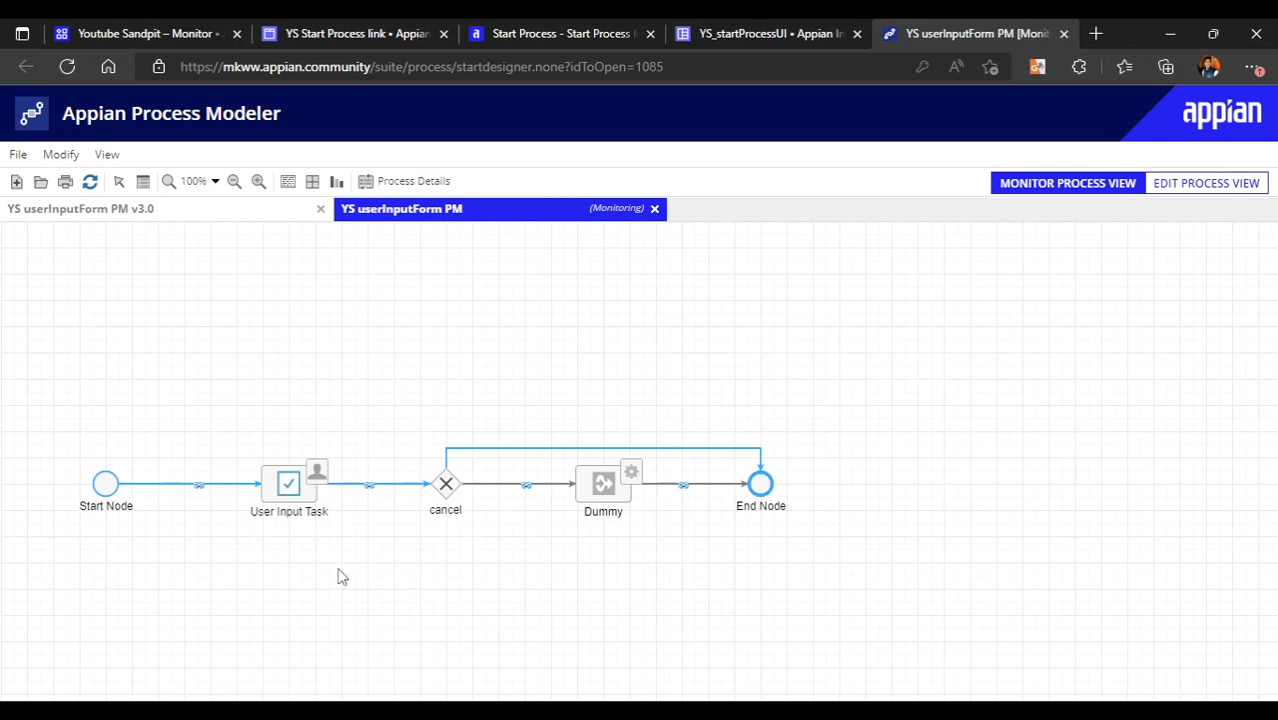 Youtube Sandpit – Monitor •
YS Start Process link • Appian
Start Process - Start Process l
YS_startProcessUI • Appian In
YS userInputForm PM [Monit
https://mkww.appian.community/suite/process/startdesigner.none?idToOpen=1085
Appian Process Modeler
appian
File Modify View
100%
Process Details
MONITOR PROCESS VIEW
EDIT PROCESS VIEW
YS userInputForm PM v3.0
YS userInputForm PM
(Monitoring)
Start Node
User Input Task
cancel
Dummy
End Node